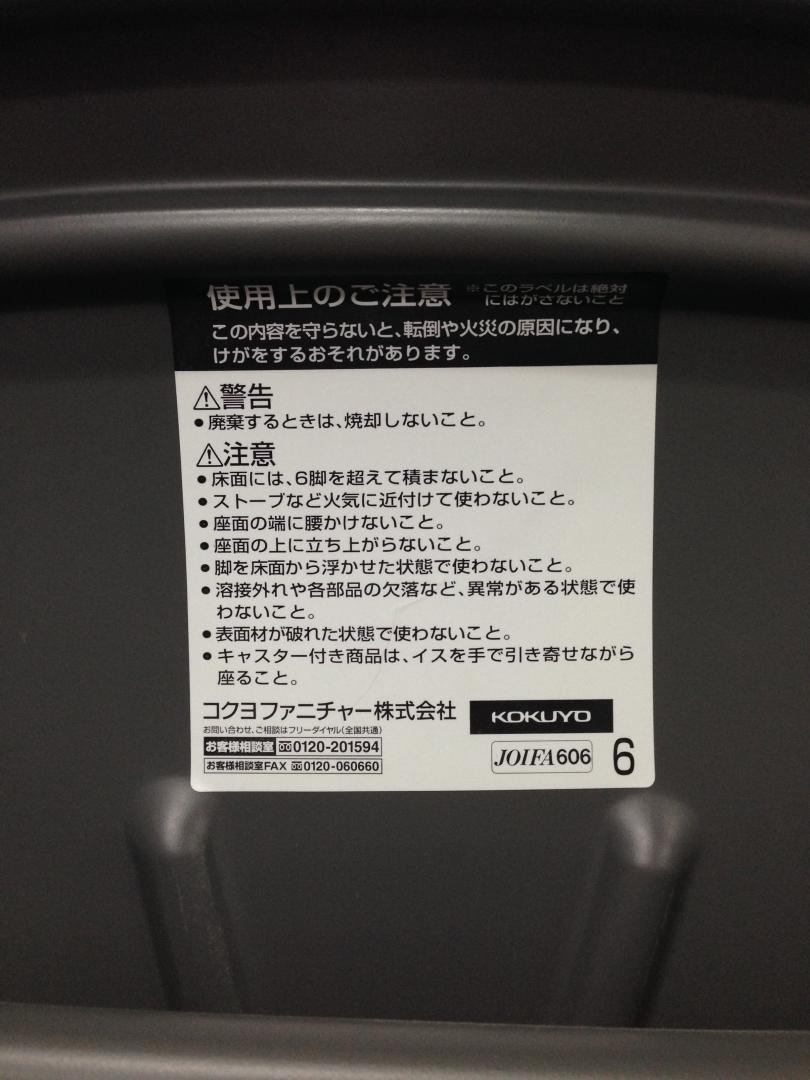 使用上のご注意 ※このラベルは絶対
にはがさないこと
この内容を守らないと、転倒や火災の原因になり、
けがをするおそれがあります。
⚠警告
●廃棄するときは、焼却しないこと。
⚠注意
●床面には、6脚を超えて積まないこと。
●ストーブなど火気に近付けて使わないこと。
●座面の端に腰かけないこと。
●座面の上に立ち上がらないこと。
●脚を床面から浮かせた状態で使わないこと。
●溶接外れや各部品の欠落など、異常がある状態で使
わないこと。
●表面材が破れた状態で使わないこと。
●キャスター付き商品は、イスを手で引き寄せながら
座ること。
コクヨファニチャー株式会社 KOKUYO
お問い合わせ、ご相談はフリーダイヤル(全国共通)
お客様相談室 0120-201594
お客様相談室FAX 0120-060660
JOIFA606 6